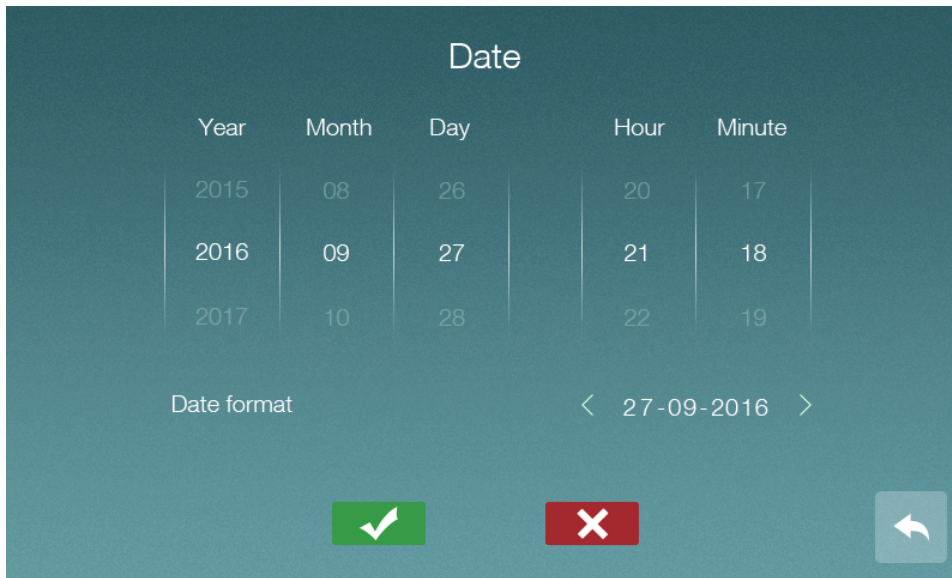 Date
Year Month Day Hour Minute
2015 08 26 20 17
2016 09 27 21 18
2017 10 28 22 19
Date format < 27-09-2016 >